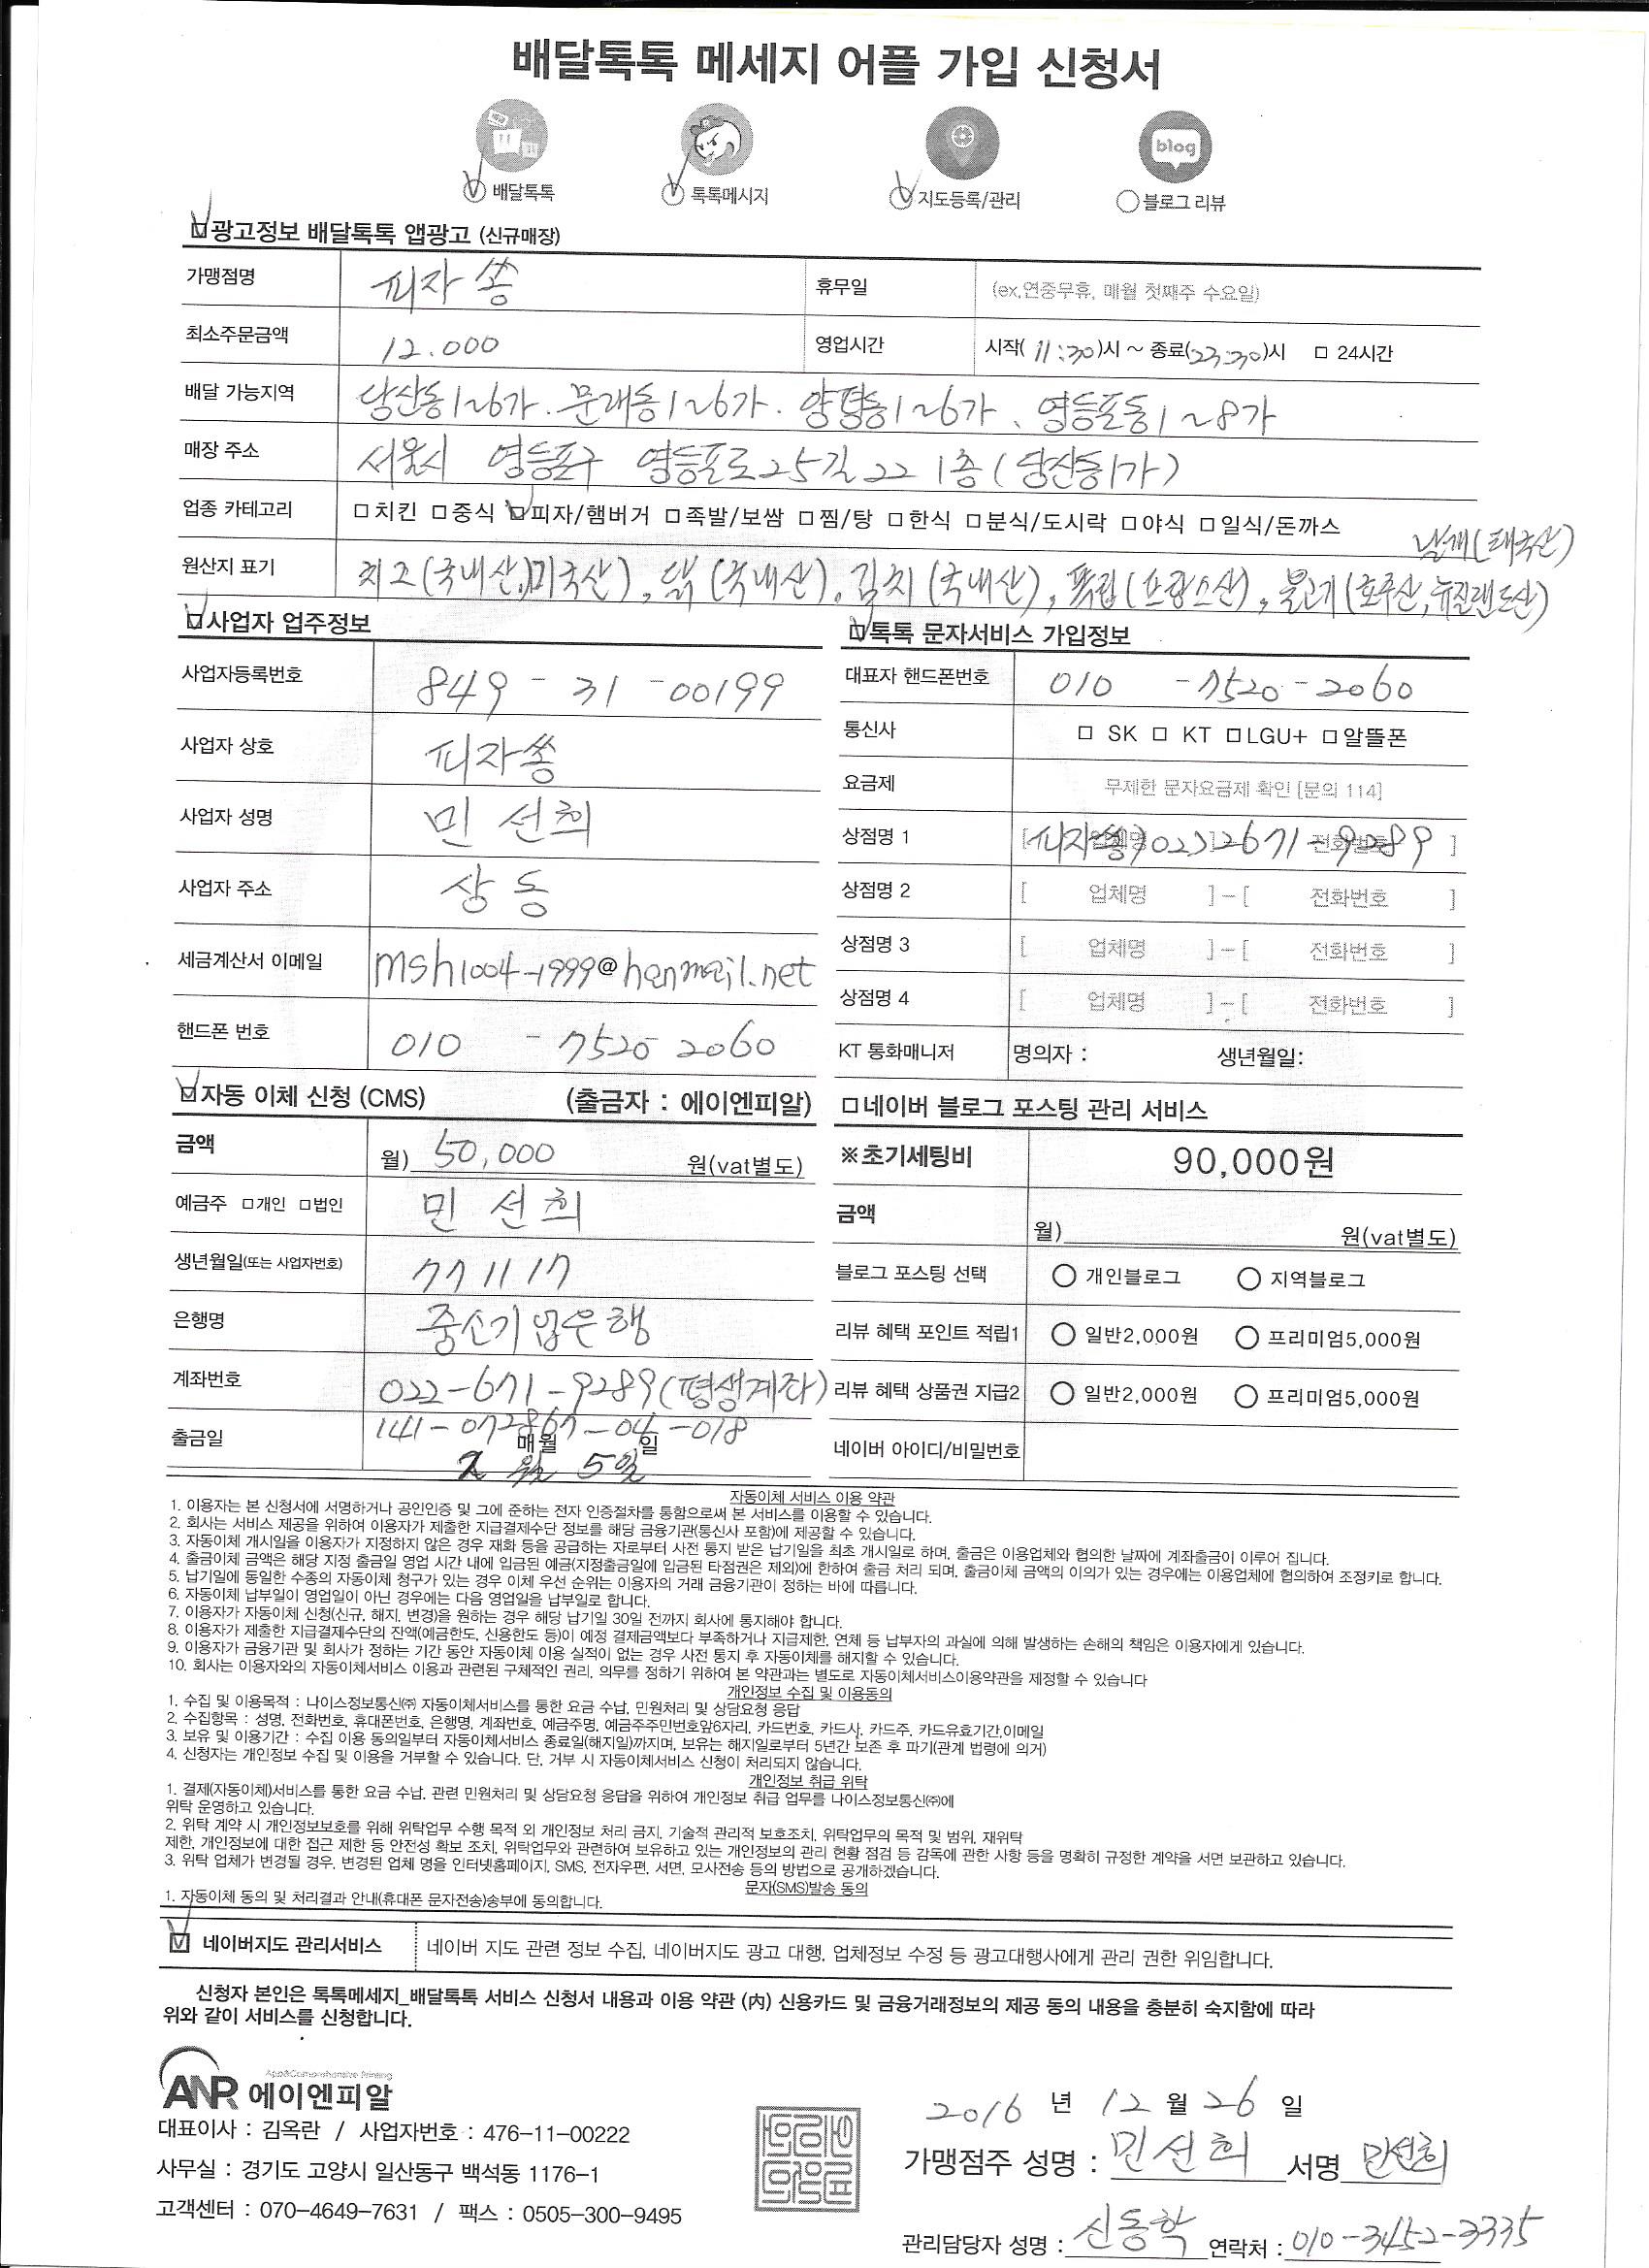 배달톡톡 메세지 어플 가입 신청서
blog
배달톡톡 톡톡메시지 지도등록/관리 블로그 리뷰
광고정보 배달톡톡 앱광고 (신규매장)
가맹점명 피자쏭 휴무일 (ex,연중무휴, 매월 첫째주 수요일)
최소주문금액 12.000 영업시간 시작( 11:30 )시 ~ 종료( 23:30 )시 □ 24시간
배달 가능지역 당산동1~6가. 문래동1~6가. 양평동1~6가、영등포동1~8가
매장 주소 서울시 영등포구 영등포로25길 22 1층 (당산동1가)
업종 카테고리 □치킨 □중식 □피자/햄버거 □족발/보쌈 □찜/탕 □한식 □분식/도시락 □야식 □일식/돈까스
날개(태국산)
원산지 표기 치즈(국내산,미국산), 닭(국내산), 김치(국내산), 폭립(프랑스산), 불고기(호주산,뉴질랜드산)
사업자 업주정보
사업자등록번호 849 - 31 - 00199
사업자 상호 피자쏭
사업자 성명 민선희
사업자 주소 상동
세금계산서 이메일 msh1004-1999@hanmail.net
핸드폰 번호 010 - 7520 2060
톡톡 문자서비스 가입정보
대표자 핸드폰번호 010 - 7520 - 2060
통신사 □ SK □ KT □LGU+ □알뜰폰
요금제 무제한 문자요금제 확인 [문의 114]
상점명 1 [피자쏭) 02) 2671-9289 ]
상점명 2 [ 업체명 ]-[ 전화번호 ]
상점명 3 [ 업체명 ]-[ 전화번호 ]
상점명 4 [ 업체명 ]-[ 전화번호 ]
KT 통화매니저 명의자 : 생년월일:
자동 이체 신청 (CMS) (출금자 : 에이엔피알)
금액 월) 50,000 원(vat별도)
예금주 □개인 □법인 민선희
생년월일(또는 사업자번호) 771117
은행명 중소기업은행
계좌번호 022-671-9289(평생계좌)
141-072867-04-018
출금일 매월 일
월 5일
□네이버 블로그 포스팅 관리 서비스
※초기세팅비 90,000원
금액 월) 원(vat별도)
블로그 포스팅 선택 ○ 개인블로그 ○ 지역블로그
리뷰 혜택 포인트 적립1 ○ 일반2,000원 ○ 프리미엄5,000원
리뷰 혜택 상품권 지급2 ○ 일반2,000원 ○ 프리미엄5,000원
네이버 아이디/비밀번호
자동이체 서비스 이용 약관
1. 이용자는 본 신청서에 서명하거나 공인인증 및 그에 준하는 전자 인증절차를 통함으로써 본 서비스를 이용할 수 있습니다.
2. 회사는 서비스 제공을 위하여 이용자가 제출한 지급결제수단 정보를 해당 금융기관(통신사 포함)에 제공할 수 있습니다.
3. 자동이체 개시일을 이용자가 지정하지 않은 경우 재화 등을 공급하는 자로부터 사전 통지 받은 납기일을 최초 개시일로 하며, 출금은 이용업체와 협의한 날짜에 계좌출금이 이루어 집니다.
4. 출금이체 금액은 해당 지정 출금일 영업 시간 내에 입금된 예금(지정출금일에 입금된 타점권은 제외)에 한하여 출금 처리 되며, 출금이체 금액의 이의가 있는 경우에는 이용업체에 협의하여 조정키로 합니다.
5. 납기일에 동일한 수종의 자동이체 청구가 있는 경우 이체 우선 순위는 이용자의 거래 금융기관이 정하는 바에 따릅니다.
6. 자동이체 납부일이 영업일이 아닌 경우에는 다음 영업일을 납부일로 합니다.
7. 이용자가 자동이체 신청(신규, 해지, 변경)을 원하는 경우 해당 납기일 30일 전까지 회사에 통지해야 합니다.
8. 이용자가 제출한 지급결제수단의 잔액(예금한도, 신용한도 등)이 예정 결제금액보다 부족하거나 지급제한, 연체 등 납부자의 과실에 의해 발생하는 손해의 책임은 이용자에게 있습니다.
9. 이용자가 금융기관 및 회사가 정하는 기간 동안 자동이체 이용 실적이 없는 경우 사전 통지 후 자동이체를 해지할 수 있습니다.
10. 회사는 이용자와의 자동이체서비스 이용과 관련된 구체적인 권리, 의무를 정하기 위하여 본 약관과는 별도로 자동이체서비스이용약관을 제정할 수 있습니다
개인정보 수집 및 이용동의
1. 수집 및 이용목적 : 나이스정보통신㈜ 자동이체서비스를 통한 요금 수납, 민원처리 및 상담요청 응답
2. 수집항목 : 성명, 전화번호, 휴대폰번호, 은행명, 계좌번호, 예금주명, 예금주주민번호앞6자리, 카드번호, 카드사, 카드주, 카드유효기간,이메일
3. 보유 및 이용기간 : 수집 이용 동의일부터 자동이체서비스 종료일(해지일)까지며, 보유는 해지일로부터 5년간 보존 후 파기(관계 법령에 의거)
4. 신청자는 개인정보 수집 및 이용을 거부할 수 있습니다. 단, 거부 시 자동이체서비스 신청이 처리되지 않습니다.
개인정보 취급 위탁
1. 결제(자동이체)서비스를 통한 요금 수납, 관련 민원처리 및 상담요청 응답을 위하여 개인정보 취급 업무를 나이스정보통신㈜에
위탁 운영하고 있습니다.
2. 위탁 계약 시 개인정보보호를 위해 위탁업무 수행 목적 외 개인정보 처리 금지, 기술적 관리적 보호조치, 위탁업무의 목적 및 범위, 재위탁
제한, 개인정보에 대한 접근 제한 등 안전성 확보 조치, 위탁업무와 관련하여 보유하고 있는 개인정보의 관리 현황 점검 등 감독에 관한 사항 등을 명확히 규정한 계약을 서면 보관하고 있습니다.
3. 위탁 업체가 변경될 경우, 변경된 업체 명을 인터넷홈페이지, SMS, 전자우편, 서면, 모사전송 등의 방법으로 공개하겠습니다.
문자(SMS)발송 동의
1. 자동이체 동의 및 처리결과 안내(휴대폰 문자전송)송부에 동의합니다.
네이버지도 관리서비스 네이버 지도 관련 정보 수집, 네이버지도 광고 대행, 업체정보 수정 등 광고대행사에게 관리 권한 위임합니다.
신청자 본인은 톡톡메세지_배달톡톡 서비스 신청서 내용과 이용 약관 (內) 신용카드 및 금융거래정보의 제공 동의 내용을 충분히 숙지함에 따라
위와 같이 서비스를 신청합니다.
App&Comprehensive Printing
ANR 에이엔피알
대표이사 : 김옥란 / 사업자번호 : 476-11-00222
사무실 : 경기도 고양시 일산동구 백석동 1176-1
고객센터 : 070-4649-7631 / 팩스 : 0505-300-9495
2016 년 12 월 26 일
가맹점주 성명 : 민선희 서명 민선희
관리담당자 성명 : 신동학 연락처 : 010-3452-3335